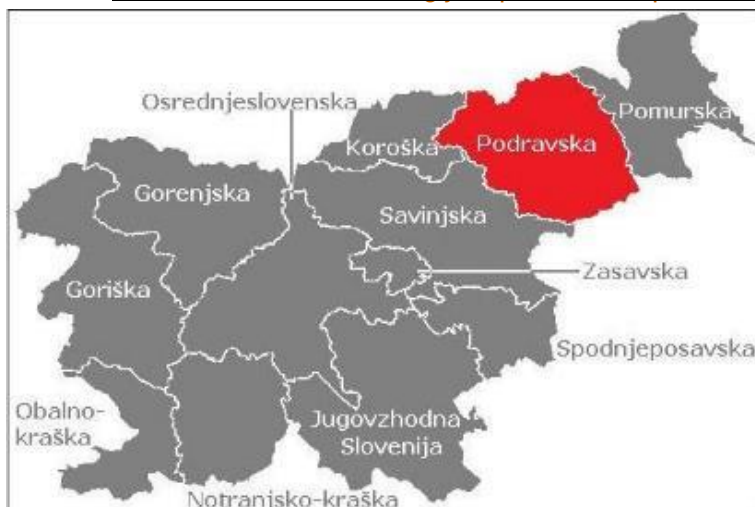 Osrednjeslovenska
Pomurska
Koroška
Podravska
Gorenjska
Savinjska
Zasavska
Goriška
Spodnjeposavska
Obalno-
kraška
Jugovzhodna
Slovenija
Notranjsko-kraška